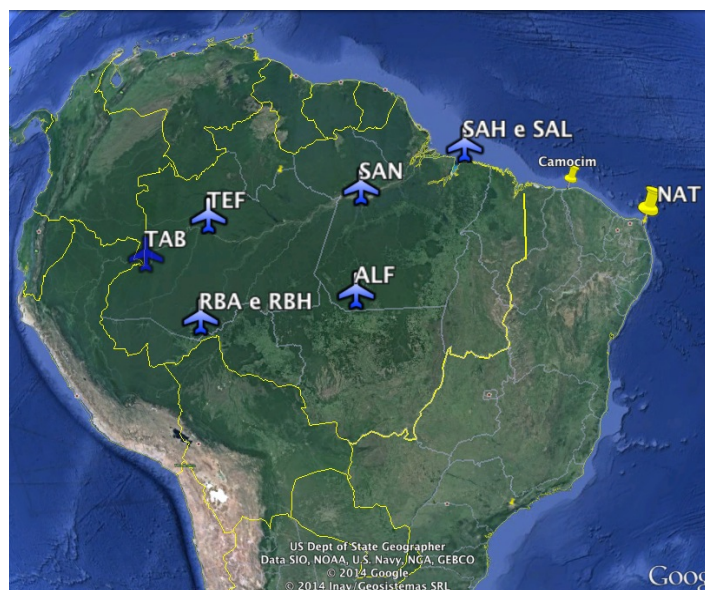 SAH e SAL
Camocim
SAN
NAT
TEF
TAB
ALF
RBA e RBH
US Dept of State Geographer
Data SIO, NOAA, U.S. Navy, NGA, GEBCO
© 2014 Google
© 2014 Inav/Geosistemas SRL
Goog